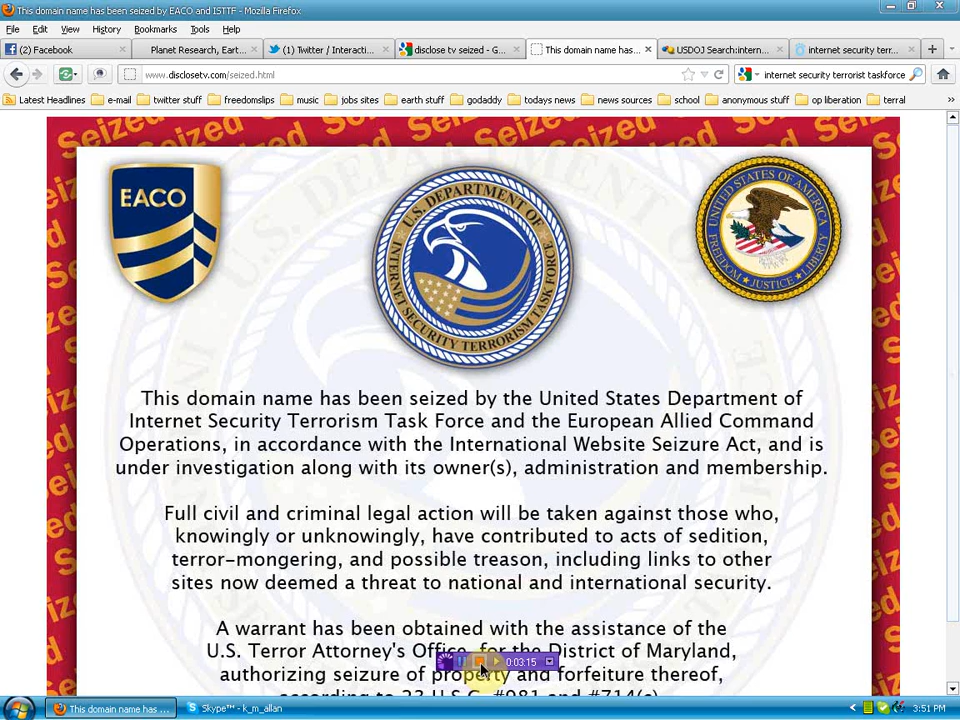 This domain name has been seized by EACO and ISTTF - Mozilla Firefox
File Edit View History Bookmarks Tools Help
(2) Facebook
Planet Research, Eart...
(1) Twitter / Interacti...
disclose tv seized - G...
This domain name has...
USDOJ Search:intern...
internet security terr...
www.disclosetv.com/seized.html
internet security terrorist taskforce
Latest Headlines e-mail twitter stuff freedomslips music jobs sites earth stuff godaddy todays news news sources school anonymous stuff op liberation terral
Seized Seized Seized Seized Seized
EACO
U.S. DEPARTMENT OF
INTERNET SECURITY TERRORISM TASK FORCE
UNITED STATES OF AMERICA
FREEDOM JUSTICE LIBERTY
This domain name has been seized by the United States Department of
Internet Security Terrorism Task Force and the European Allied Command
Operations, in accordance with the International Website Seizure Act, and is
under investigation along with its owner(s), administration and membership.
Full civil and criminal legal action will be taken against those who,
knowingly or unknowingly, have contributed to acts of sedition,
terror-mongering, and possible treason, including links to other
sites now deemed a threat to national and international security.
A warrant has been obtained with the assistance of the
U.S. Terror Attorney's Office, for the District of Maryland,
authorizing seizure of property and forfeiture thereof,
0:03:15
This domain name has ...
Skype™ - k_m_allan
3:51 PM